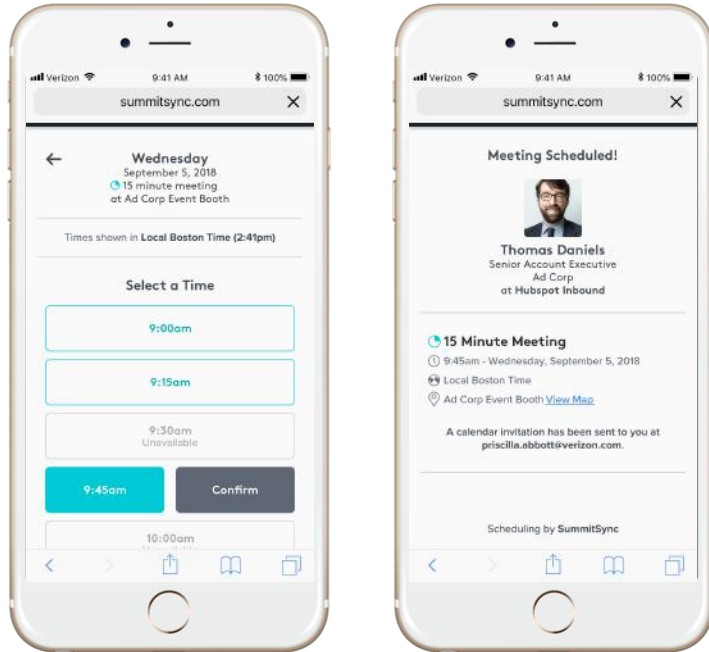 Verizon 9:41 AM 100%
summitsync.com
Wednesday
September 5, 2018
15 minute meeting
at Ad Corp Event Booth
Times shown in Local Boston Time (2:41pm)
Select a Time
9:00am
9:15am
9:30am
Unavailable
9:45am Confirm
10:00am
Verizon 9:41 AM 100%
summitsync.com
Meeting Scheduled!
Thomas Daniels
Senior Account Executive
Ad Corp
at Hubspot Inbound
15 Minute Meeting
9:45am - Wednesday, September 5, 2018
Local Boston Time
Ad Corp Event Booth View Map
A calendar invitation has been sent to you at
priscilla.abbott@verizon.com.
Scheduling by SummitSync